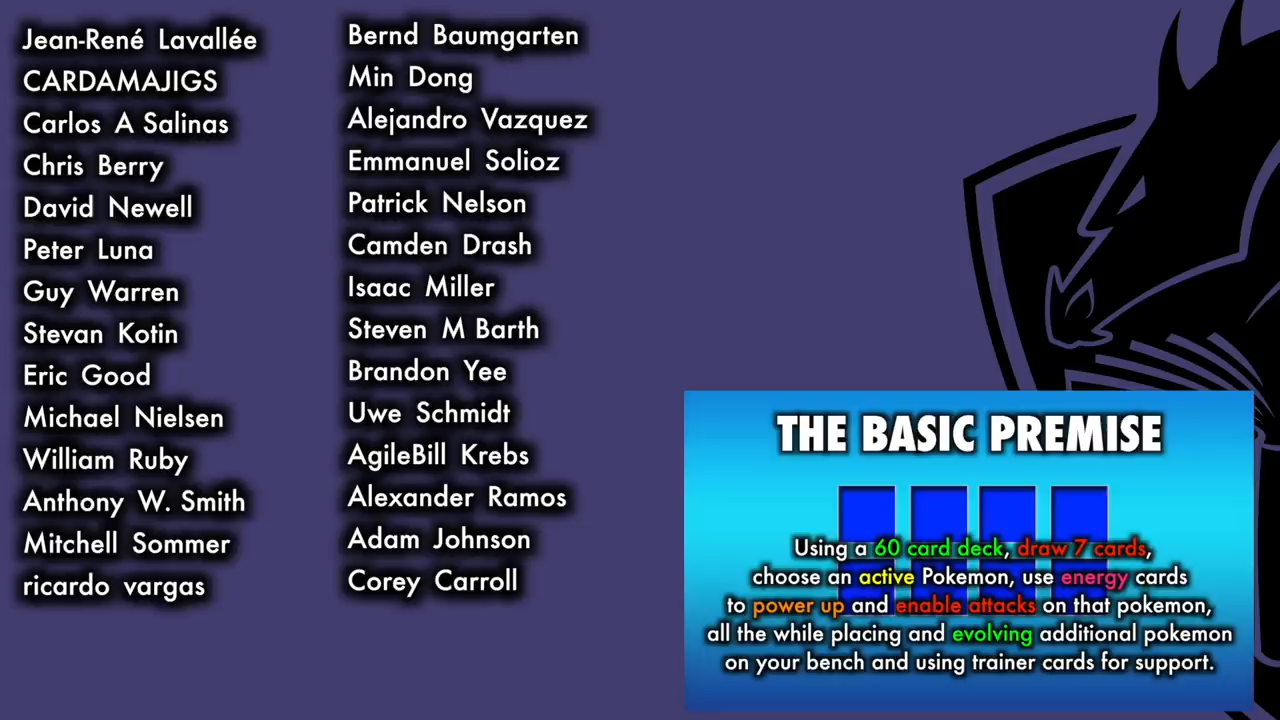 Jean-René Lavallée
CARDAMAJIGS
Carlos A Salinas
Chris Berry
David Newell
Peter Luna
Guy Warren
Stevan Kotin
Eric Good
Michael Nielsen
William Ruby
Anthony W. Smith
Mitchell Sommer
ricardo vargas
Bernd Baumgarten
Min Dong
Alejandro Vazquez
Emmanuel Solioz
Patrick Nelson
Camden Drash
Isaac Miller
Steven M Barth
Brandon Yee
Uwe Schmidt
AgileBill Krebs
Alexander Ramos
Adam Johnson
Corey Carroll
THE BASIC PREMISE
Using a 60 card deck, draw 7 cards,
choose an active Pokemon, use energy cards
to power up and enable attacks on that pokemon,
all the while placing and evolving additional pokemon
on your bench and using trainer cards for support.